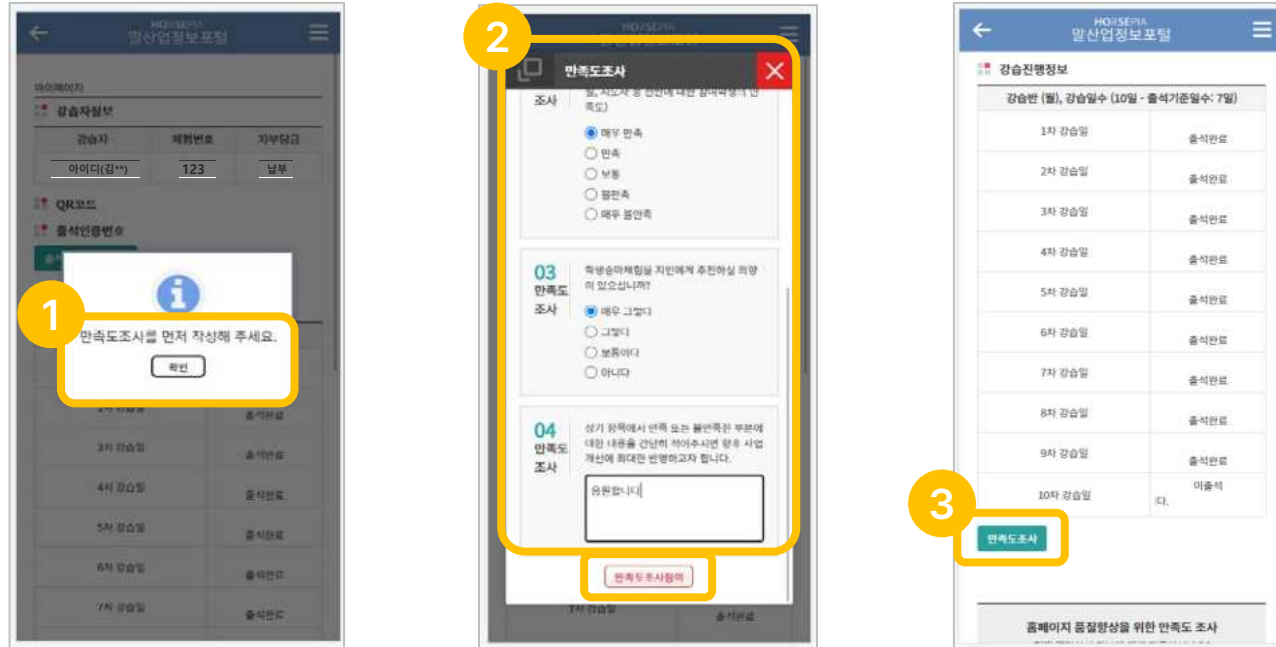 1
HORSEPIA
말산업정보포털
마이페이지
강습자정보
강습자 체험번호 자부담금
아이디(김**) 123 납부
QR코드
출석인증번호
만족도조사를 먼저 작성해 주세요.
확인
2차 강습일 출석완료
3차 강습일 출석완료
4차 강습일 출석완료
5차 강습일 출석완료
6차 강습일 출석완료
7차 강습일 출석완료
2
HORSEPIA
만족도조사
조사
족도)
매우 만족
만족
보통
불만족
매우 불만족
03
만족도
조사
학생승마체험을 지인에게 추천하실 의향
이 있으십니까?
매우 그렇다
그렇다
보통이다
아니다
04
만족도
조사
상기 항목에서 만족 또는 불만족한 부분에
대한 내용을 간단히 적어주시면 향후 사업
개선에 최대한 반영하고자 합니다.
응원합니다
만족도조사참여
7차 강습일 출석완료
HORSEPIA
말산업정보포털
강습진행정보
강습반 (월), 강습일수 (10일 - 출석기준일수: 7일)
1차 강습일 출석완료
2차 강습일 출석완료
3차 강습일 출석완료
4차 강습일 출석완료
5차 강습일 출석완료
6차 강습일 출석완료
7차 강습일 출석완료
8차 강습일 출석완료
9차 강습일 출석완료
10차 강습일 미출석
다.
3
만족도조사
홈페이지 품질향상을 위한 만족도 조사